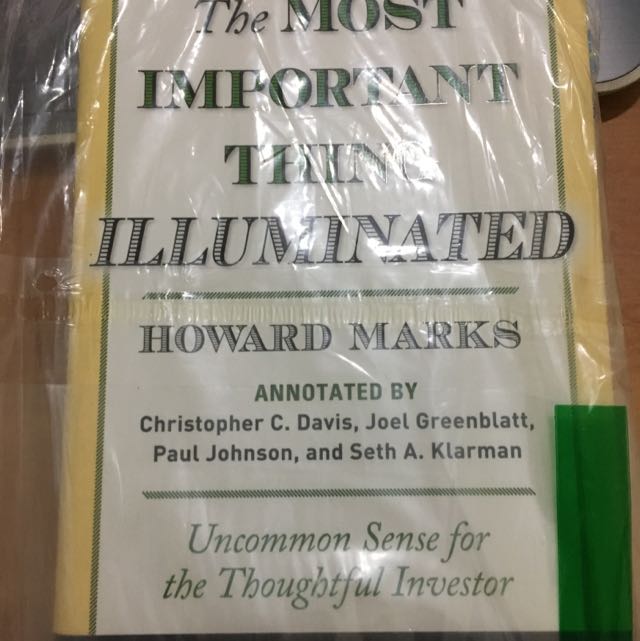 The MOST
IMPORTANT
THING
ILLUMINATED
HOWARD MARKS
ANNOTATED BY
Christopher C. Davis, Joel Greenblatt,
Paul Johnson, and Seth A. Klarman
Uncommon Sense for
the Thoughtful Investor